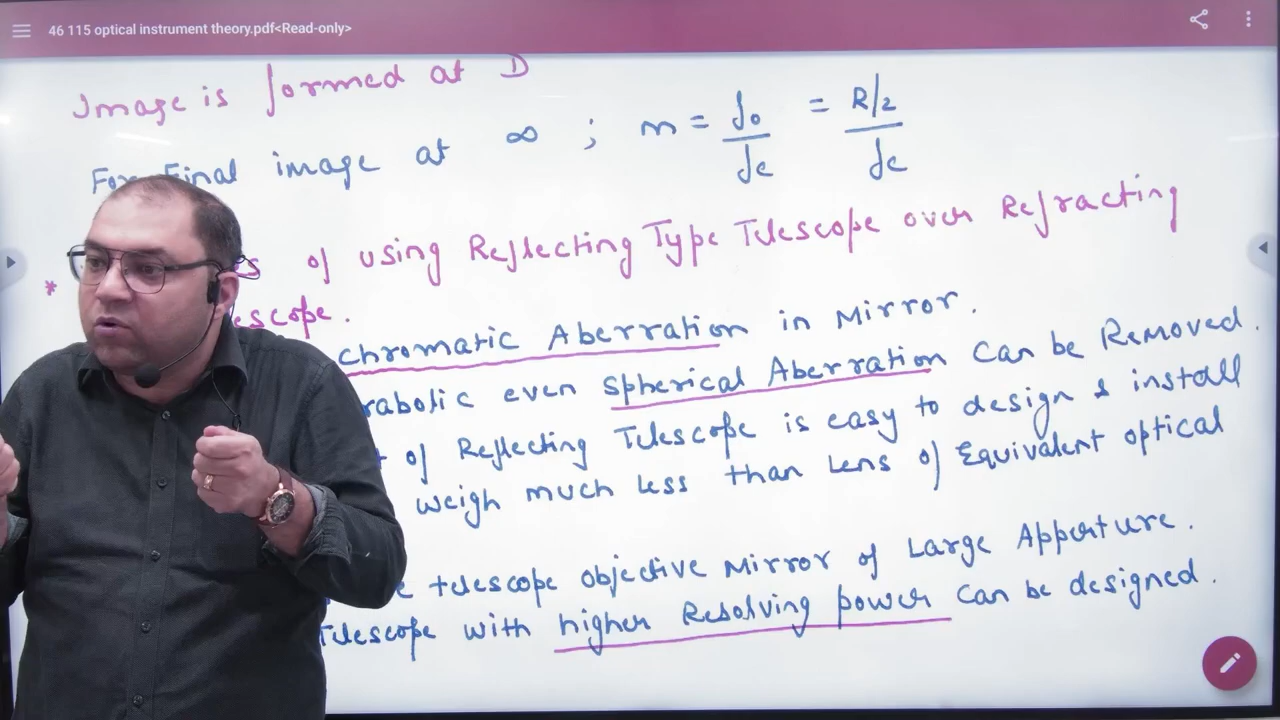 46 115 optical instrument theory.pdf<Read-only>
Image is formed at D
For Final image at ∞ ; m = fo/fe = R/2/fe
* of using Reflecting Type Telescope over Refracting
escope.
chromatic Aberration in Mirror.
rabolic even spherical Aberration can be Removed.
of Reflecting Telescope is easy to design & install
weigh much less than Lens of Equivalent optical
telescope objective Mirror of Large Apperture.
Telescope with higher Resolving power can be designed.